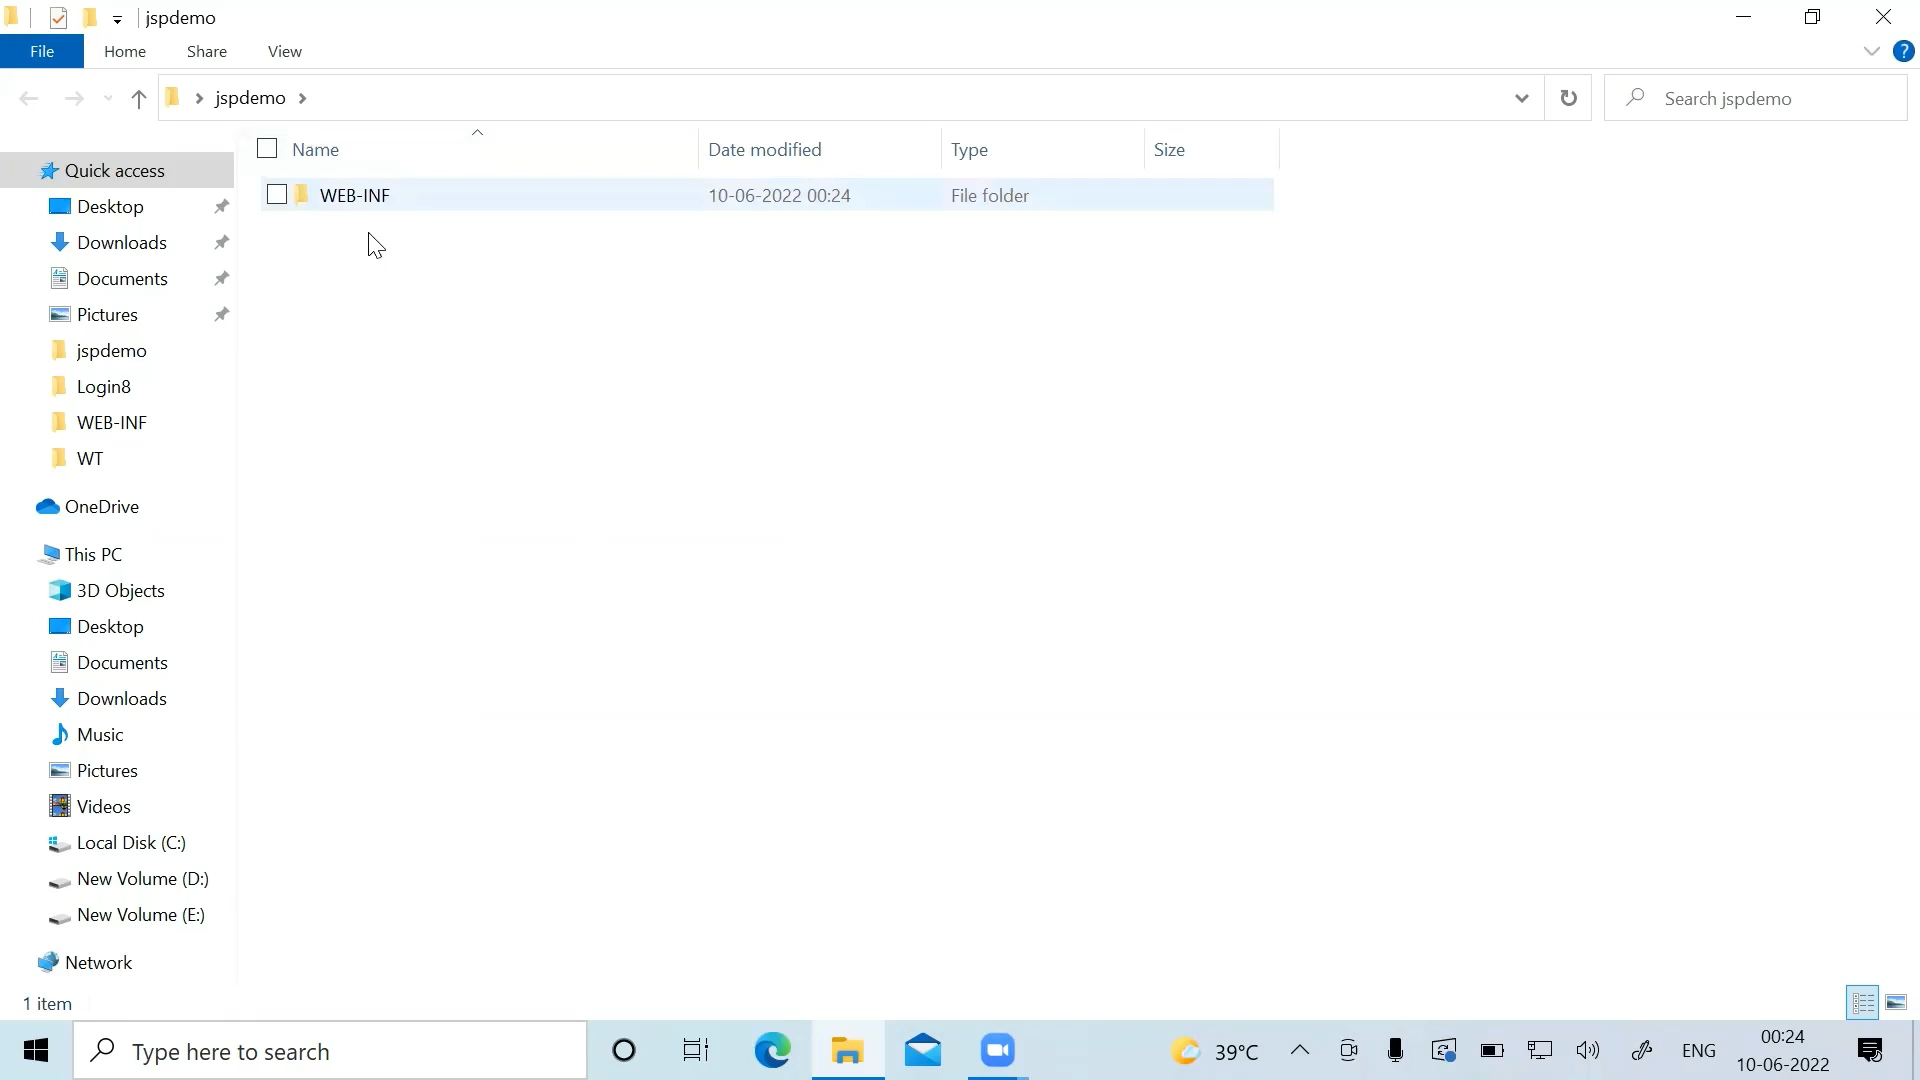 jspdemo
File Home Share View
?
jspdemo
Search jspdemo
Name Date modified Type Size
WEB-INF 10-06-2022 00:24 File folder
Quick access
Desktop
Downloads
Documents
Pictures
jspdemo
Login8
WEB-INF
WT
OneDrive
This PC
3D Objects
Desktop
Documents
Downloads
Music
Pictures
Videos
Local Disk (C:)
New Volume (D:)
New Volume (E:)
Network
1 item
Type here to search
39°C
ENG
00:24
10-06-2022